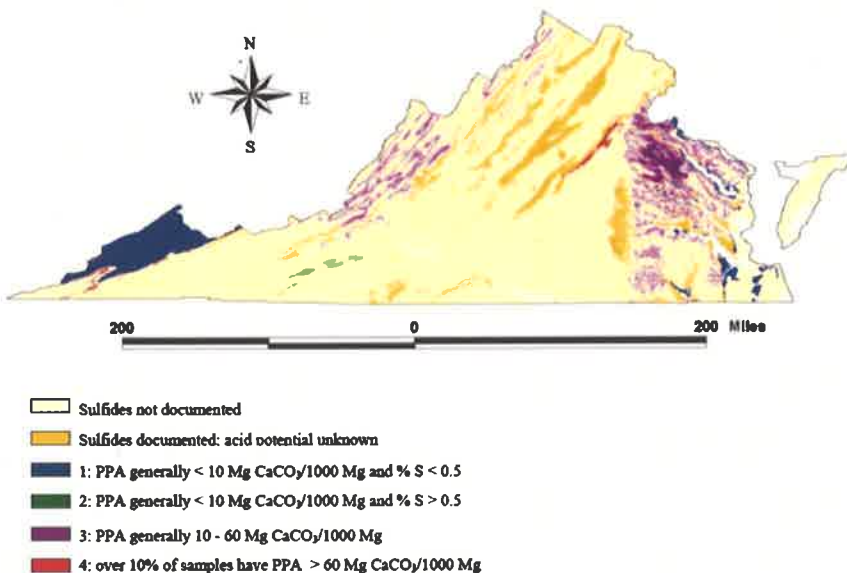 N
W E
S
200 0 200 Miles
Sulfides not documented
Sulfides documented: acid potential unknown
1: PPA generally < 10 Mg CaCO₃/1000 Mg and % S < 0.5
2: PPA generally < 10 Mg CaCO₃/1000 Mg and % S > 0.5
3: PPA generally 10 - 60 Mg CaCO₃/1000 Mg
4: over 10% of samples have PPA > 60 Mg CaCO₃/1000 Mg